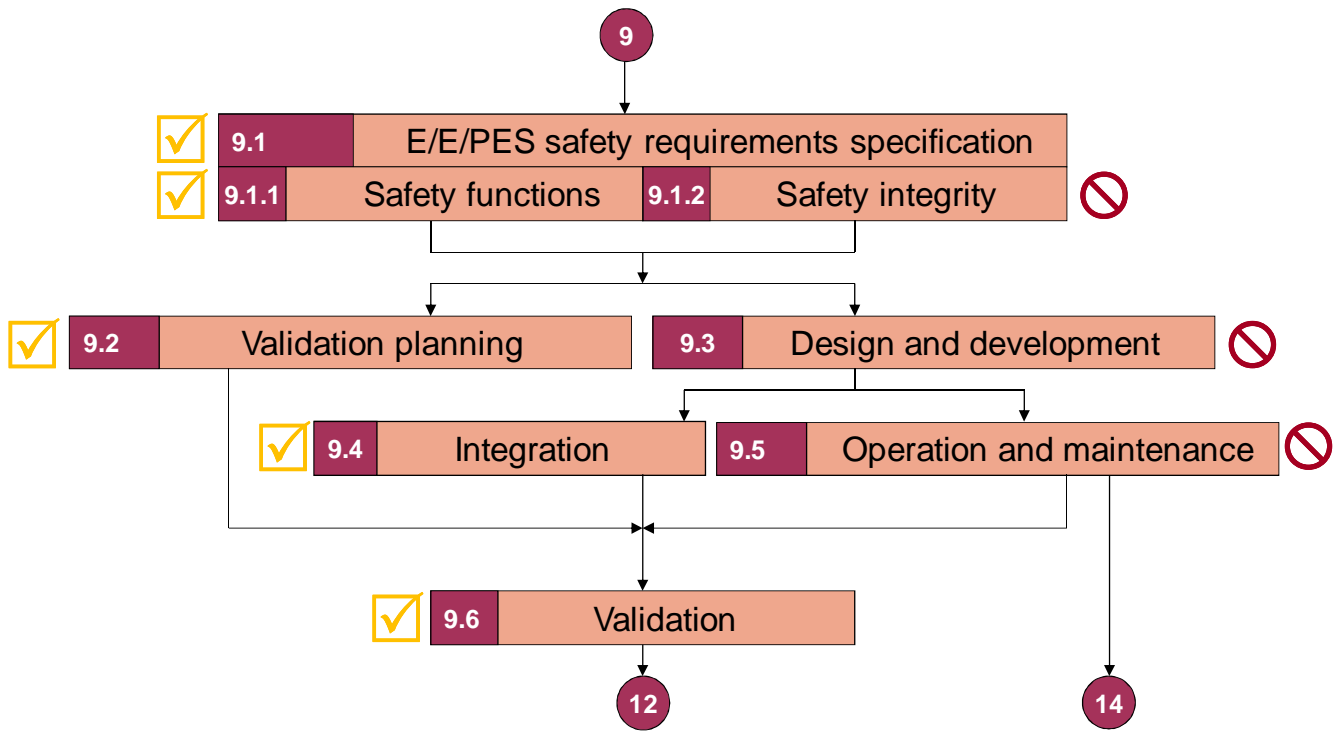 9
9.1 E/E/PES safety requirements specification
9.1.1 Safety functions 9.1.2 Safety integrity
9.2 Validation planning 9.3 Design and development
9.4 Integration 9.5 Operation and maintenance
9.6 Validation
12 14